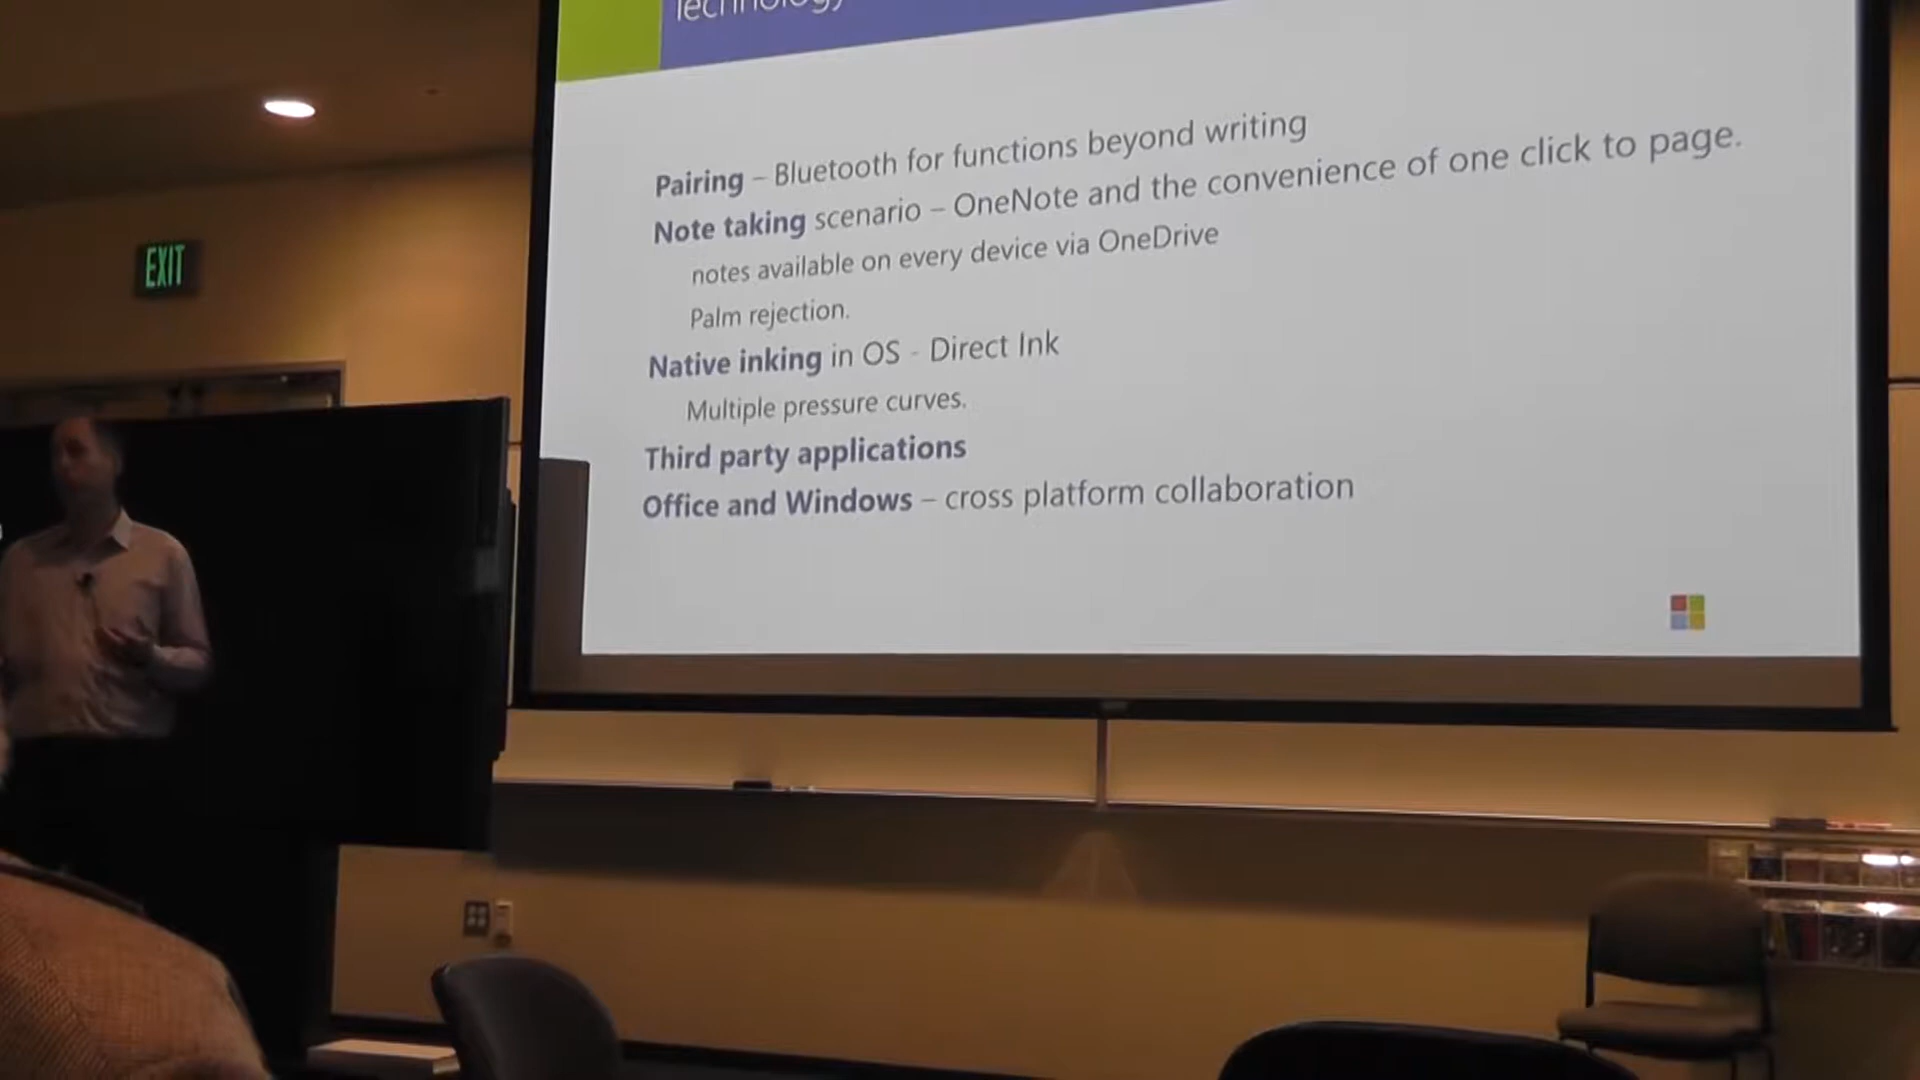 Technology
Pairing – Bluetooth for functions beyond writing
Note taking scenario – OneNote and the convenience of one click to page.
notes available on every device via OneDrive
Palm rejection.
Native inking in OS - Direct Ink
Multiple pressure curves.
Third party applications
Office and Windows – cross platform collaboration
EXIT